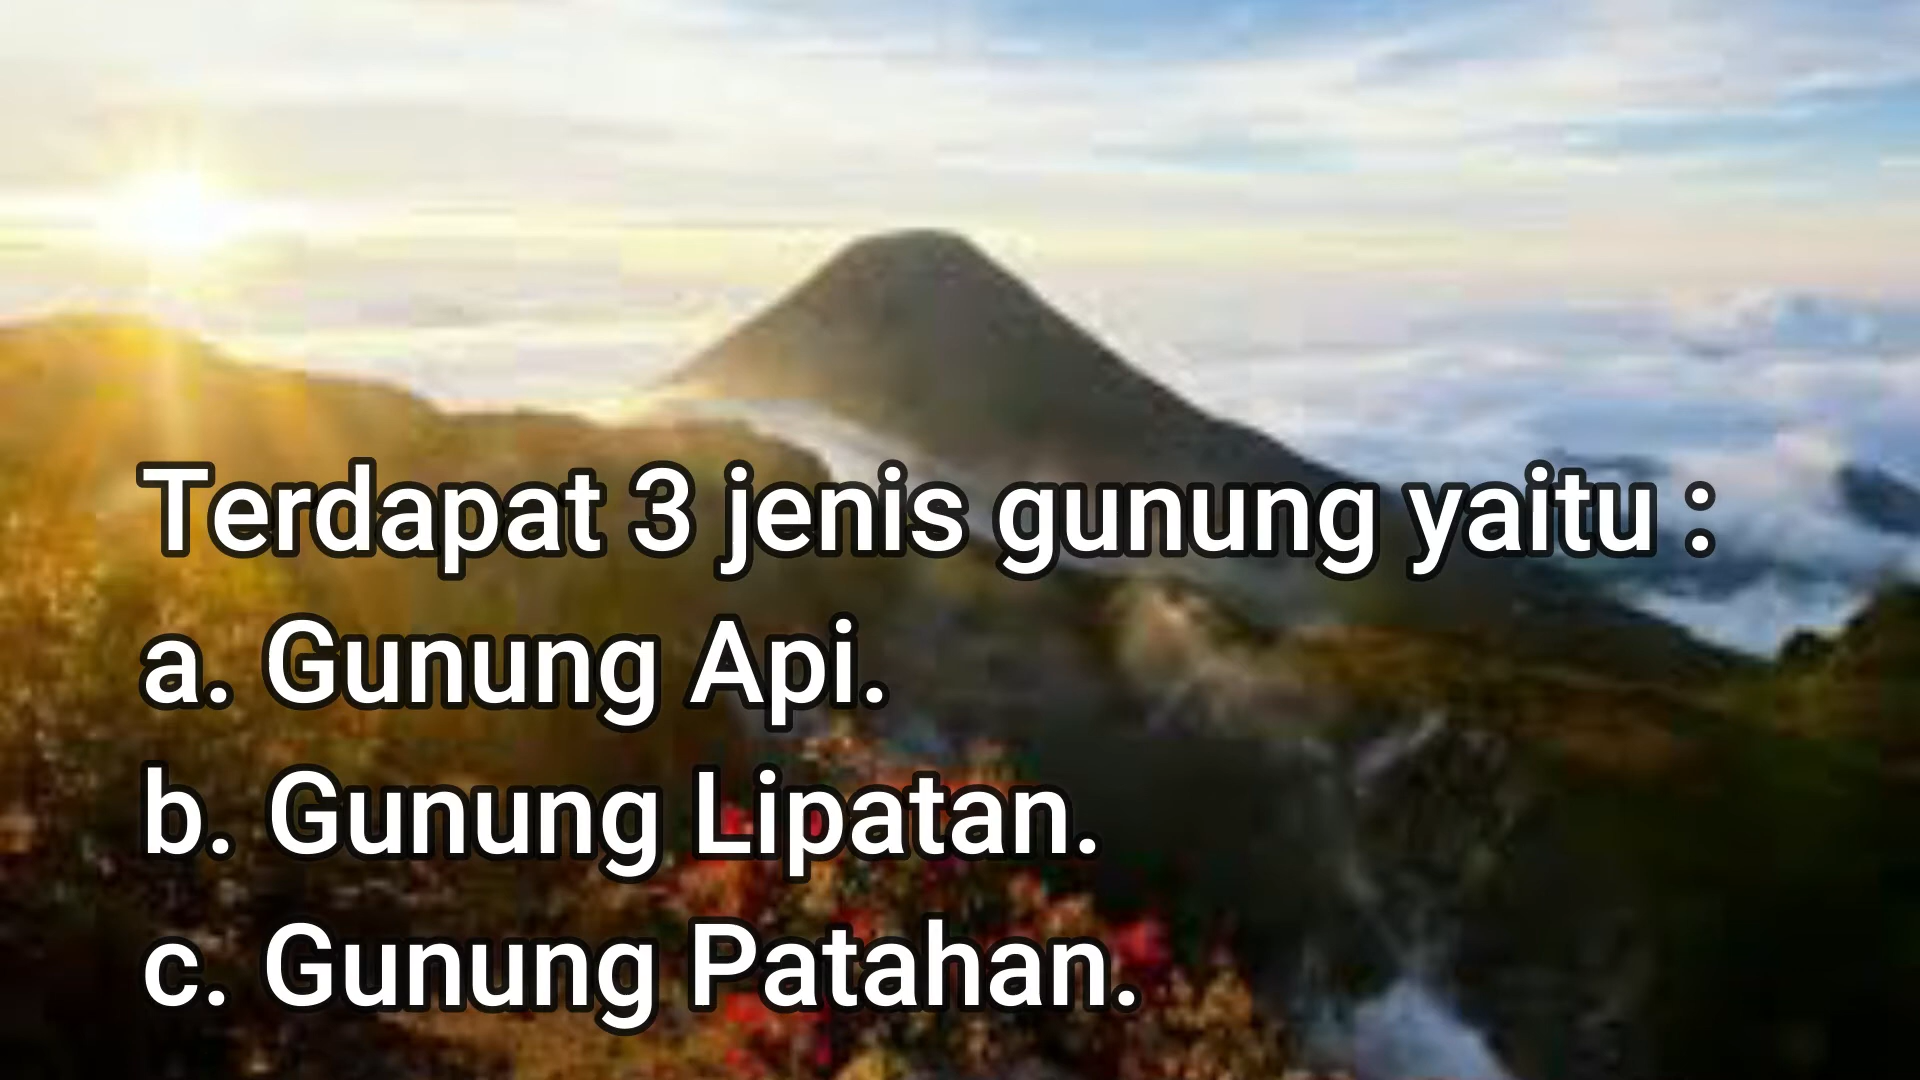 Terdapat 3 jenis gunung yaitu :
a. Gunung Api.
b. Gunung Lipatan.
c. Gunung Patahan.